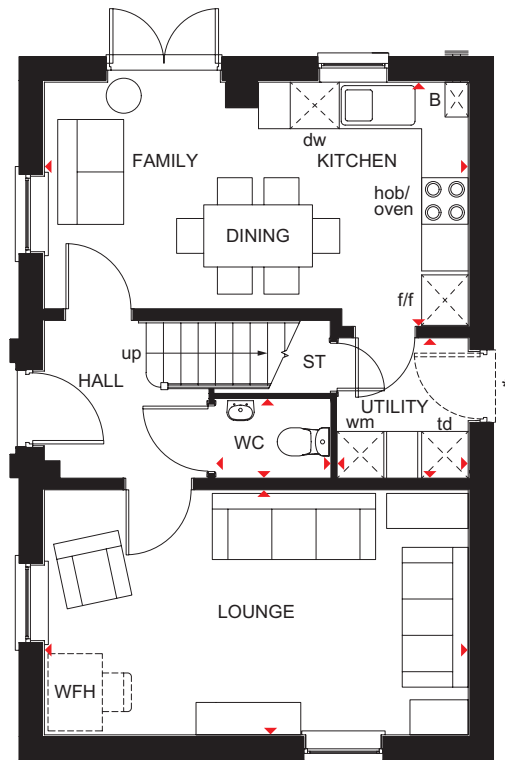 B
dw
FAMILY
KITCHEN
hob/
oven
DINING
f/f
up
ST
HALL
UTILITY
WC
wm
td
LOUNGE
WFH